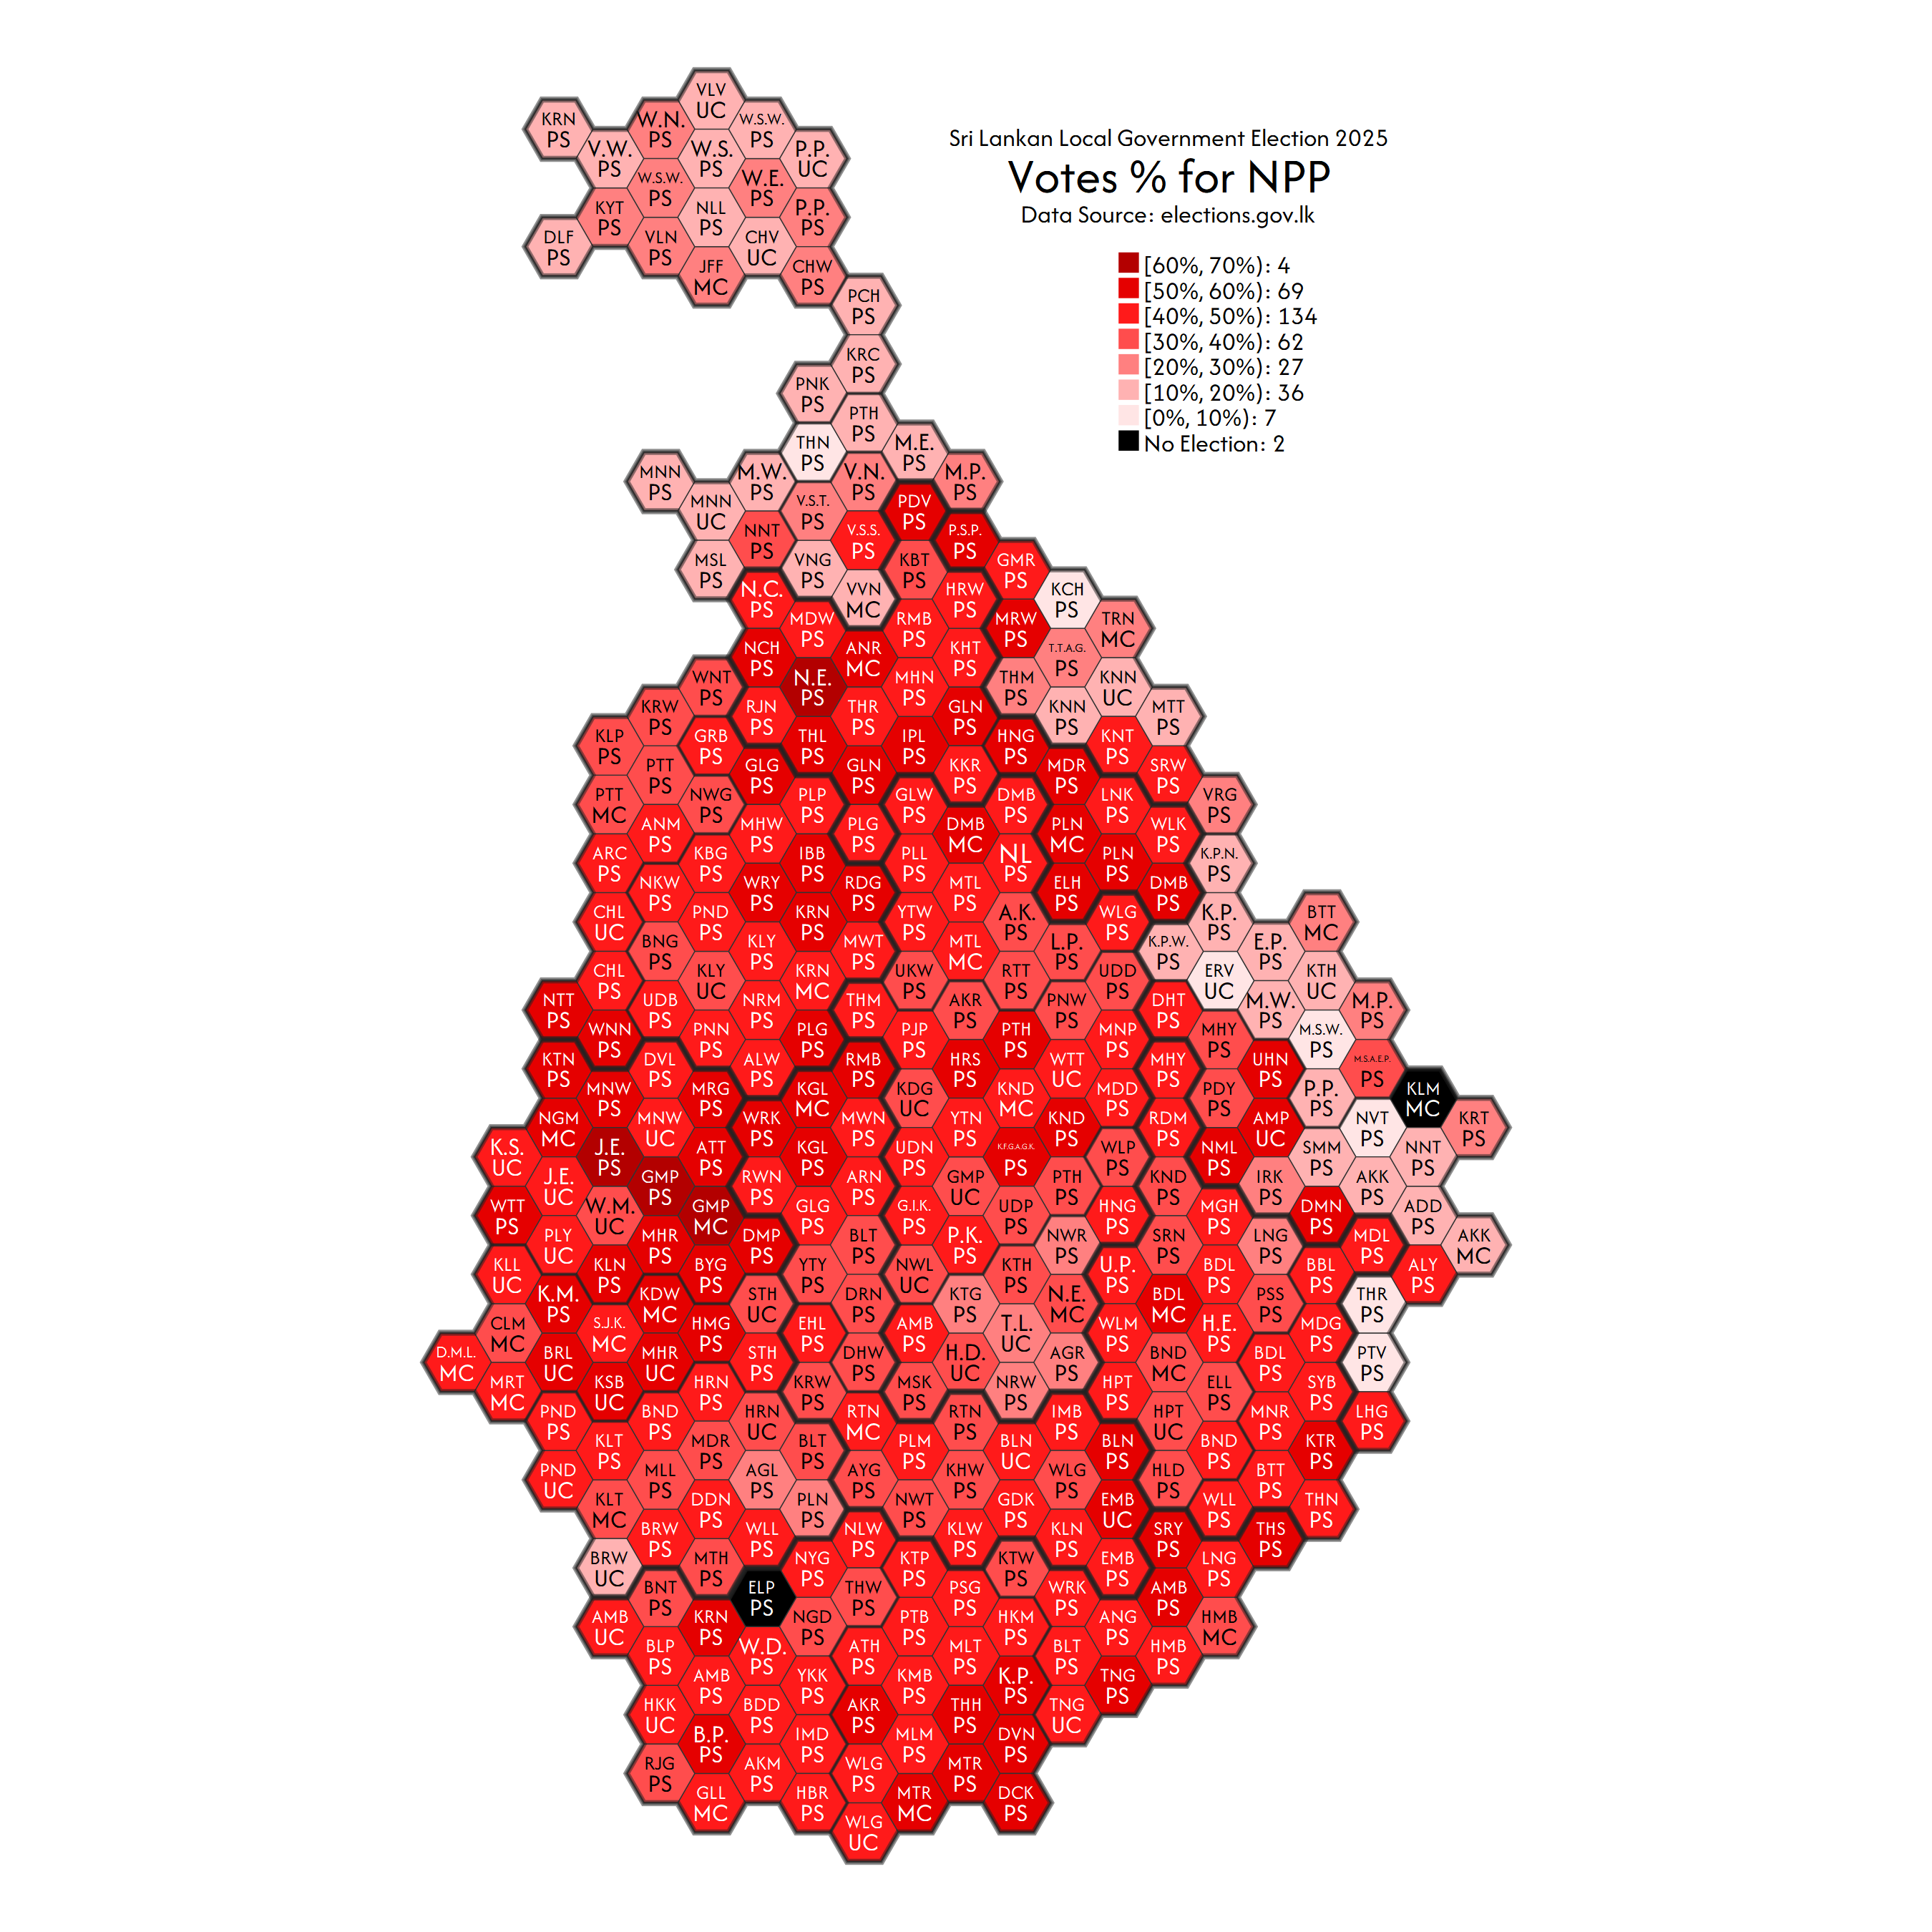 Sri Lankan Local Government Election 2025
Votes % for NPP
Data Source: elections.gov.lk
[60%, 70%): 4
[50%, 60%): 69
[40%, 50%): 134
[30%, 40%): 62
[20%, 30%): 27
[10%, 20%): 36
[0%, 10%): 7
No Election: 2
VLV
UC
KRN W.N. W.S.W.
PS PS PS
V.W. W.S. P.P.
PS PS UC
W.S.W. W.E.
PS PS
KYT NLL P.P.
PS PS PS
DLF VLN CHV
PS PS UC
JFF CHW
MC PS
PCH
PS
KRC
PS
PNK
PS
PTH
PS
THN M.E.
PS PS
MNN M.W. V.N. M.P.
PS PS PS PS
MNN V.S.T. PDV
UC PS PS
NNT V.S.S. P.S.P.
PS PS PS
MSL VNG KBT GMR
PS PS PS PS
N.C. VVN HRW KCH
PS MC PS PS
MDW RMB MRW TRN
PS PS PS MC
NCH ANR KHT T.T.A.G.
PS MC PS PS
WNT N.E. MHN THM KNN
PS PS PS PS UC
KRW RJN THR GLN KNN MTT
PS PS PS PS PS PS
KLP GRB THL IPL HNG KNT
PS PS PS PS PS PS
PTT GLG GLN KKR MDR SRW
PS PS PS PS PS PS
PTT NWG PLP GLW DMB LNK VRG
MC PS PS PS PS PS PS
ANM MHW PLG DMB PLN WLK
PS PS PS MC MC PS
ARC KBG IBB PLL NL PLN K.P.N.
PS PS PS PS PS PS PS
NKW WRY RDG MTL ELH DMB
PS PS PS PS PS PS
CHL PND KRN YTW A.K. WLG K.P. BTT
UC PS PS PS PS PS PS MC
BNG KLY MWT MTL L.P. K.P.W. E.P.
PS PS PS MC PS PS PS
CHL KLY KRN UKW RTT UDD ERV KTH
PS UC MC PS PS PS UC UC
NTT UDB NRM THM AKR PNW DHT M.W. M.P.
PS PS PS PS PS PS PS PS PS
WNN PNN PLG PJP PTH MNP MHY M.S.W.
PS PS PS PS PS PS PS PS
KTN DVL ALW RMB HRS WTT MHY UHN M.S.A.E.P.
PS PS PS PS PS UC PS PS PS
MNW MRG KGL KDG KND MDD PDY P.P. KLM
PS PS MC UC MC PS PS PS MC
NGM MNW WRK MWN YTN KND RDM AMP NVT KRT
MC UC PS PS PS PS PS UC PS PS
K.S. J.E. ATT KGL UDN K.F.G.A.G.K. WLP NML SMM NNT
UC PS PS PS PS PS PS PS PS PS
J.E. GMP RWN ARN GMP PTH KND IRK AKK
UC PS PS PS UC PS PS PS PS
WTT W.M. GMP GLG G.I.K. UDP HNG MGH DMN ADD
PS UC MC PS PS PS PS PS PS PS
PLY MHR DMP BLT P.K. NWR SRN LNG MDL AKK
UC PS PS PS PS PS PS PS PS MC
KLL KLN BYG YTY NWL KTH U.P. BDL BBL ALY
UC PS PS PS UC PS PS PS PS PS
K.M. KDW STH DRN KTG N.E. BDL PSS THR
PS MC UC PS PS MC MC PS PS
CLM S.J.K. HMG EHL AMB T.L. WLM H.E. MDG
MC MC PS PS PS UC PS PS PS
D.M.L. BRL MHR STH DHW H.D. AGR BND BDL PTV
MC UC UC PS PS UC PS MC PS PS
MRT KSB HRN KRW MSK NRW HPT ELL SYB
MC UC PS PS PS PS PS PS PS
PND BND HRN RTN RTN IMB HPT MNR LHG
PS PS UC MC PS PS UC PS PS
KLT MDR BLT PLM BLN BLN BND KTR
PS PS PS PS UC PS PS PS
PND MLL AGL AYG KHW WLG HLD BTT
UC PS PS PS PS PS PS PS
KLT DDN PLN NWT GDK EMB WLL THN
MC PS PS PS PS UC PS PS
BRW WLL NLW KLW KLN SRY THS
PS PS PS PS PS PS PS
BRW MTH NYG KTP KTW EMB LNG
UC PS PS PS PS PS PS
BNT ELP THW PSG WRK AMB
PS PS PS PS PS PS
AMB KRN NGD PTB HKM ANG HMB
UC PS PS PS PS PS MC
BLP W.D. ATH MLT BLT HMB
PS PS PS PS PS PS
AMB YKK KMB K.P. TNG
PS PS PS PS PS
HKK BDD AKR THH TNG
UC PS PS PS UC
B.P. IMD MLM DVN
PS PS PS PS
RJG AKM WLG MTR
PS PS PS PS
GLL HBR MTR DCK
MC PS MC PS
WLG
UC